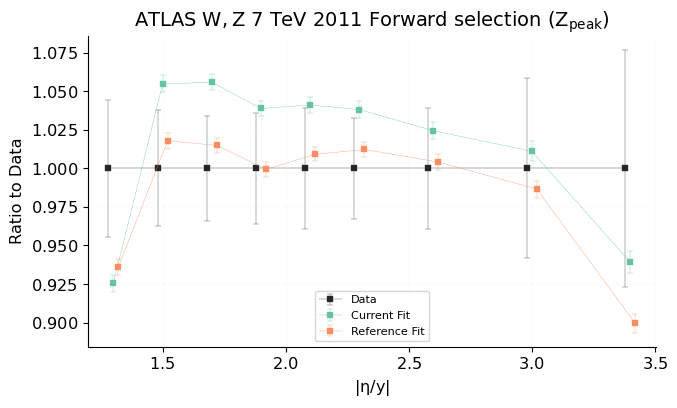 ATLAS W, Z 7 TeV 2011 Forward selection (Z_peak)
1.075
1.050
1.025
1.000
0.975
0.950
0.925
0.900
Ratio to Data
Data
Current Fit
Reference Fit
1.5
2.0
2.5
3.0
3.5
|η/y|